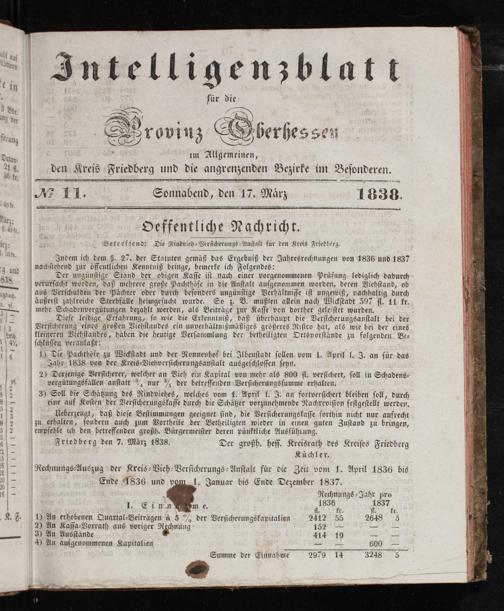 Intelligenzblatt
für die
Provinz Oberhessen
im Allgemeinen,
den Kreis Friedberg und die angrenzenden Bezirke im Besonderen.
№ 11. Sonnabend, den 17. März 1838.
Oeffentliche Nachricht.
Betreffend: Die Rindvieh-Versicherungs-Anstalt für den Kreis Friedberg.
Indem ich dem §. 27. der Statuten gemäß das Ergebniß der Jahresrechnungen von 1836 und 1837
nachstehend zur öffentlichen Kenntniß bringe, bemerke ich Folgendes:
Der ungünstige Stand der obigen Kasse ist nach einer vorgenommenen Prüfung lediglich dadurch
verursacht worden, daß mehrere große Pachthöfe in die Anstalt aufgenommen worden, deren Viehstand, ob
aus Verschulden der Pächter oder durch besonders ungünstige Verhältnisse ist ungewiß, nachhaltig durch
äußerst zahlreiche Sterbfälle heimgesucht wurde. So z. B. mußten allein nach Wickstadt 597 fl. 11 kr.
mehr Schadenvergütungen bezahlt werden, als Beiträge zur Kasse von dorther geleistet wurden.
Diese leidige Erfahrung, so wie die Erkenntniß, daß überhaupt die Versicherungsanstalt bei der
Versicherung eines großen Viehstandes ein unverhältnißmäßiges größeres Risico hat, als wie bei der eines
kleineren Viehstandes, haben die heutige Versammlung der betheiligten Ortsvorstände zu folgenden Be-
schlüssen veranlaßt:
1) Die Pachthöfe zu Wickstadt und der Nonnenhof bei Ilbenstadt sollen vom 1. April l. J. an für das
Jahr 1838 von der Kreis-Viehversicherungsanstalt ausgeschlossen seyn.
2) Derjenige Versicherer, welcher an Vieh ein Kapital von mehr als 800 fl. versichert, soll in Schadens-
vergütungsfällen anstatt der betreffenden Versicherungssumme erhalten.
3) Soll die Schätzung des Rindviehes, welches vom 1. April l. J. an fortversichert bleiben soll, durch
eine auf Kosten der Versicherungskasse durch die Schätzer vorzunehmende Nachrevision festgestellt werden.
Ueberzeugt, daß diese Bestimmungen geeignet sind, die Versicherungskasse forthin nicht nur aufrecht
zu erhalten, sondern auch zum Vortheile der Betheiligten wieder in einen guten Zustand zu bringen,
empfehle ich den betreffenden großh. Bürgermeister deren pünktliche Ausführung.
Friedberg den 7. März 1838. Der großh. hess. Kreisrath des Kreises Friedberg
Küchler.
Rechnungs-Auszug der Kreis-Vieh-Versicherungs-Anstalt für die Zeit vom 1. April 1836 bis
Ende 1836 und vom 1. Januar bis Ende Dezember 1837.
Rechnungs-Jahr pro
1836 1837
I. Einnahme. fl. kr. fl. kr.
1) An erhobenen Quartal-Beiträgen à 5 % der Versicherungskapitalien 2412 55 2648 5
2) An Kassa-Vorrath aus voriger Rechnung 152 — — —
3) An Ausstände 414 19 — —
4) An aufgenommenen Kapitalien — — 600 —
Summe der Einnahme 2979 14 3248 5